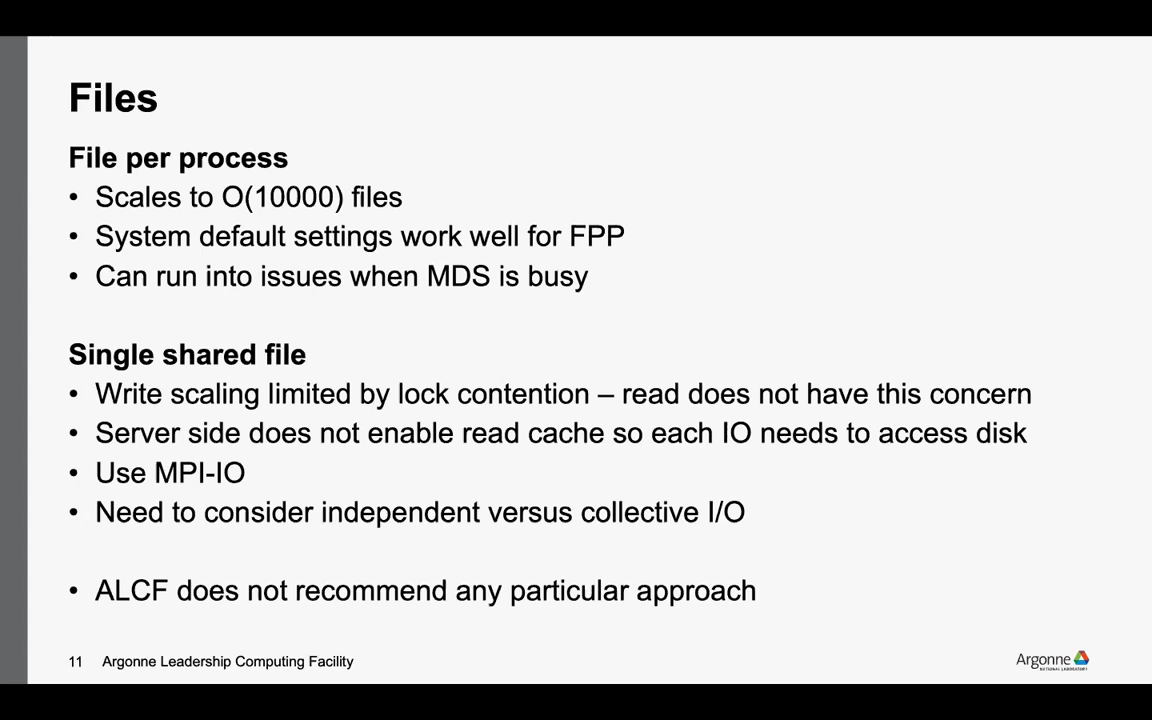 Files
File per process
• Scales to O(10000) files
• System default settings work well for FPP
• Can run into issues when MDS is busy
Single shared file
• Write scaling limited by lock contention – read does not have this concern
• Server side does not enable read cache so each IO needs to access disk
• Use MPI-IO
• Need to consider independent versus collective I/O
• ALCF does not recommend any particular approach
11 Argonne Leadership Computing Facility
Argonne
NATIONAL LABORATORY